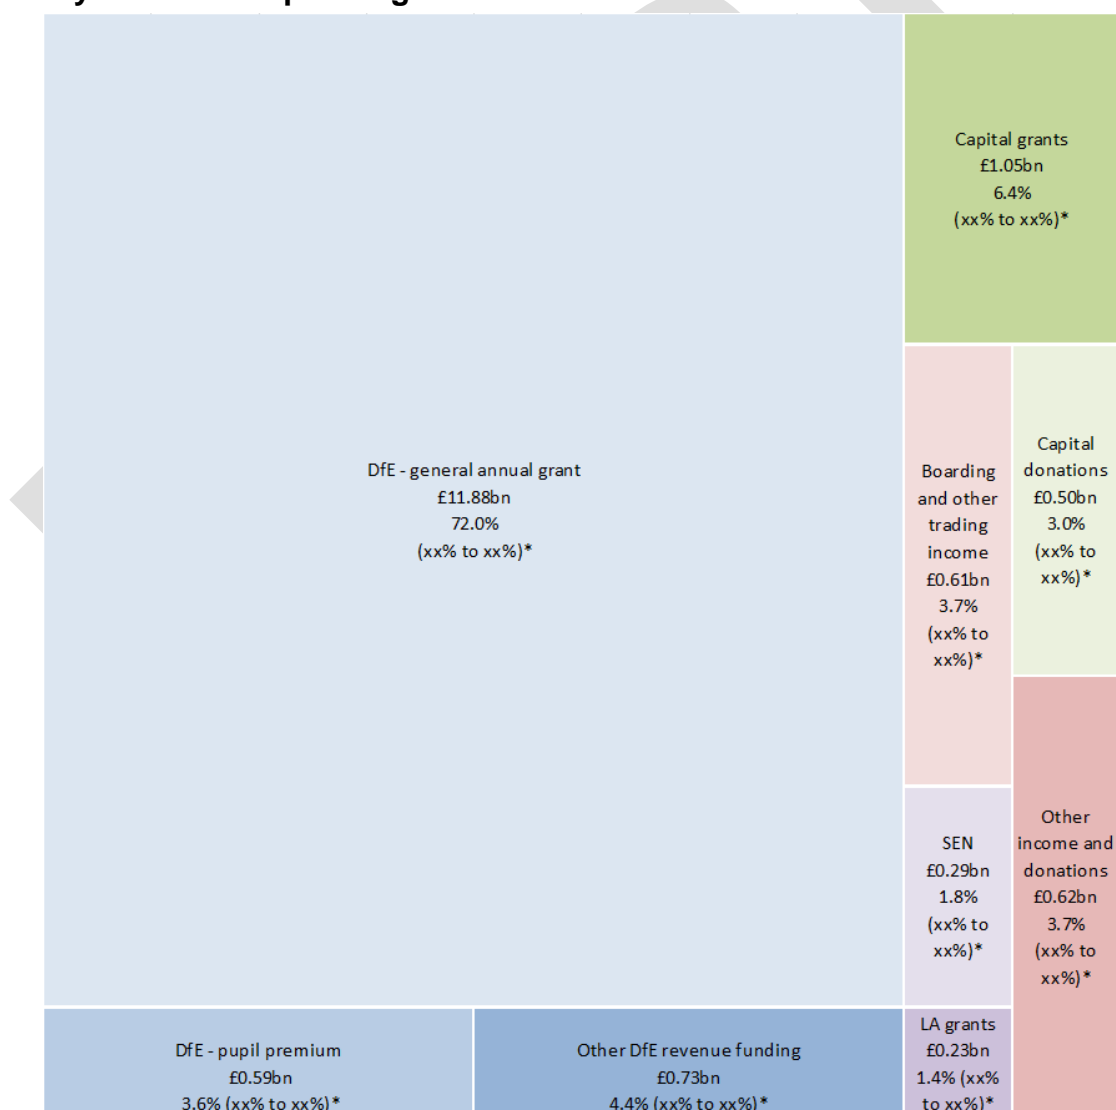 Capital grants
£1.05bn
6.4%
(xx% to xx%)*
DfE - general annual grant
£11.88bn
72.0%
(xx% to xx%)*
Boarding
and other
trading
income
£0.61bn
3.7%
(xx% to
xx%)*
Capital
donations
£0.50bn
3.0%
(xx% to
xx%)*
SEN
£0.29bn
1.8%
(xx% to
xx%)*
Other
income and
donations
£0.62bn
3.7%
(xx% to
xx%)*
DfE - pupil premium
£0.59bn
3.6% (xx% to xx%)*
Other DfE revenue funding
£0.73bn
4.4% (xx% to xx%)*
LA grants
£0.23bn
1.4% (xx%
to xx%)*